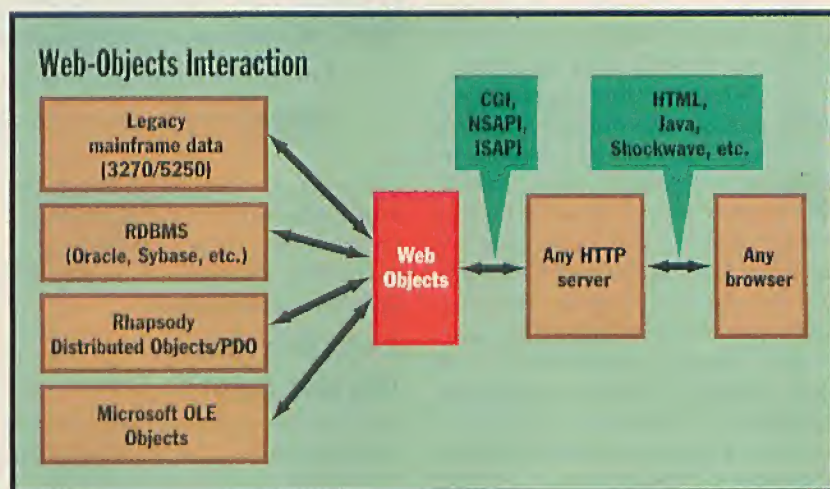 Web-Objects Interaction
Legacy
mainframe data
(3270/5250)
RDBMS
(Oracle, Sybase, etc.)
Rhapsody
Distributed Objects/PDO
Microsoft OLE
Objects
Web
Objects
CGI,
NSAPI,
ISAPI
Any HTTP
server
HTML,
Java,
Shockwave, etc.
Any
browser